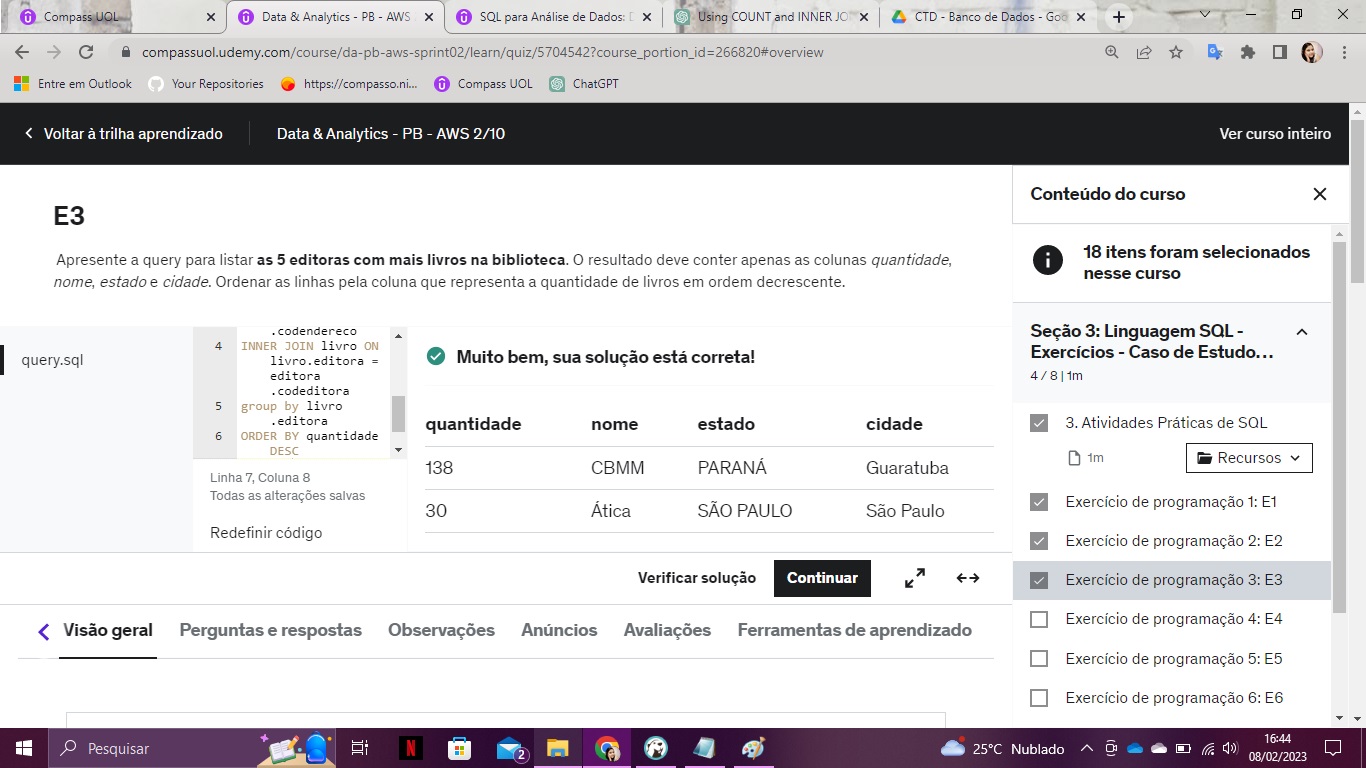 Compass UOL
Data & Analytics - PB - AWS
SQL para Análise de Dados: D
Using COUNT and INNER JO
CTD - Banco de Dados - Goo
compassuol.udemy.com/course/da-pb-aws-sprint02/learn/quiz/5704542?course_portion_id=266820#overview
Entre em Outlook
Your Repositories
https://compasso.ni...
Compass UOL
ChatGPT
Voltar à trilha aprendizado
Data & Analytics - PB - AWS 2/10
Ver curso inteiro
E3
Apresente a query para listar as 5 editoras com mais livros na biblioteca. O resultado deve conter apenas as colunas quantidade,
nome, estado e cidade. Ordenar as linhas pela coluna que representa a quantidade de livros em ordem decrescente.
query.sql
.codendereco
4 INNER JOIN livro ON
livro.editora =
editora
.codeditora
5 group by livro
.editora
6 ORDER BY quantidade
DESC
Linha 7, Coluna 8
Todas as alterações salvas
Redefinir código
Muito bem, sua solução está correta!
quantidade nome estado cidade
138 CBMM PARANÁ Guaratuba
30 Ática SÃO PAULO São Paulo
Verificar solução
Continuar
Visão geral
Perguntas e respostas
Observações
Anúncios
Avaliações
Ferramentas de aprendizado
Conteúdo do curso
18 itens foram selecionados
nesse curso
Seção 3: Linguagem SQL -
Exercícios - Caso de Estudo...
4 / 8 | 1m
3. Atividades Práticas de SQL
1m
Recursos
Exercício de programação 1: E1
Exercício de programação 2: E2
Exercício de programação 3: E3
Exercício de programação 4: E4
Exercício de programação 5: E5
Exercício de programação 6: E6
Pesquisar
N
2
25°C Nublado
16:44
08/02/2023